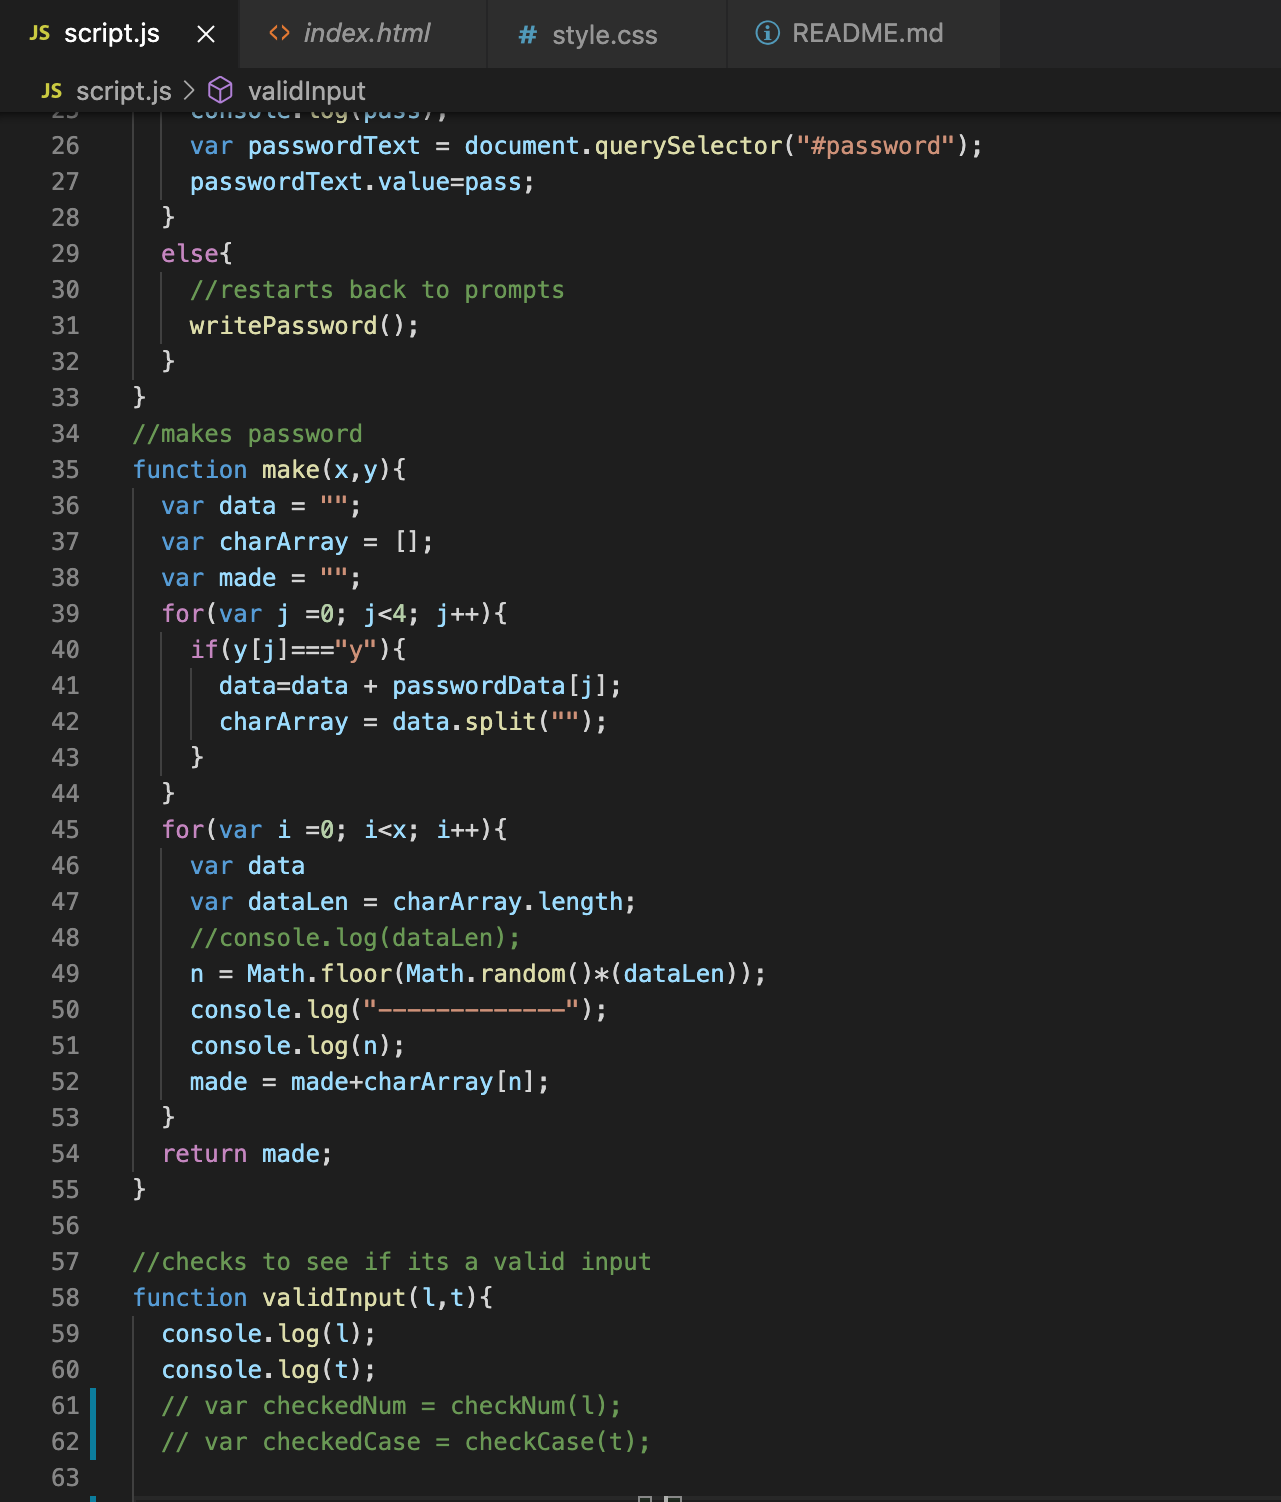 JS script.js × <> index.html # style.css README.md
JS script.js > validInput
25 console.log(pass);
26 var passwordText = document.querySelector("#password");
27 passwordText.value=pass;
28 }
29 else{
30 //restarts back to prompts
31 writePassword();
32 }
33 }
34 //makes password
35 function make(x,y){
36 var data = "";
37 var charArray = [];
38 var made = "";
39 for(var j =0; j<4; j++){
40 if(y[j]==="y"){
41 data=data + passwordData[j];
42 charArray = data.split("");
43 }
44 }
45 for(var i =0; i<x; i++){
46 var data
47 var dataLen = charArray.length;
48 //console.log(dataLen);
49 n = Math.floor(Math.random()*(dataLen));
50 console.log("-------------");
51 console.log(n);
52 made = made+charArray[n];
53 }
54 return made;
55 }
56
57 //checks to see if its a valid input
58 function validInput(l,t){
59 console.log(l);
60 console.log(t);
61 // var checkedNum = checkNum(l);
62 // var checkedCase = checkCase(t);
63